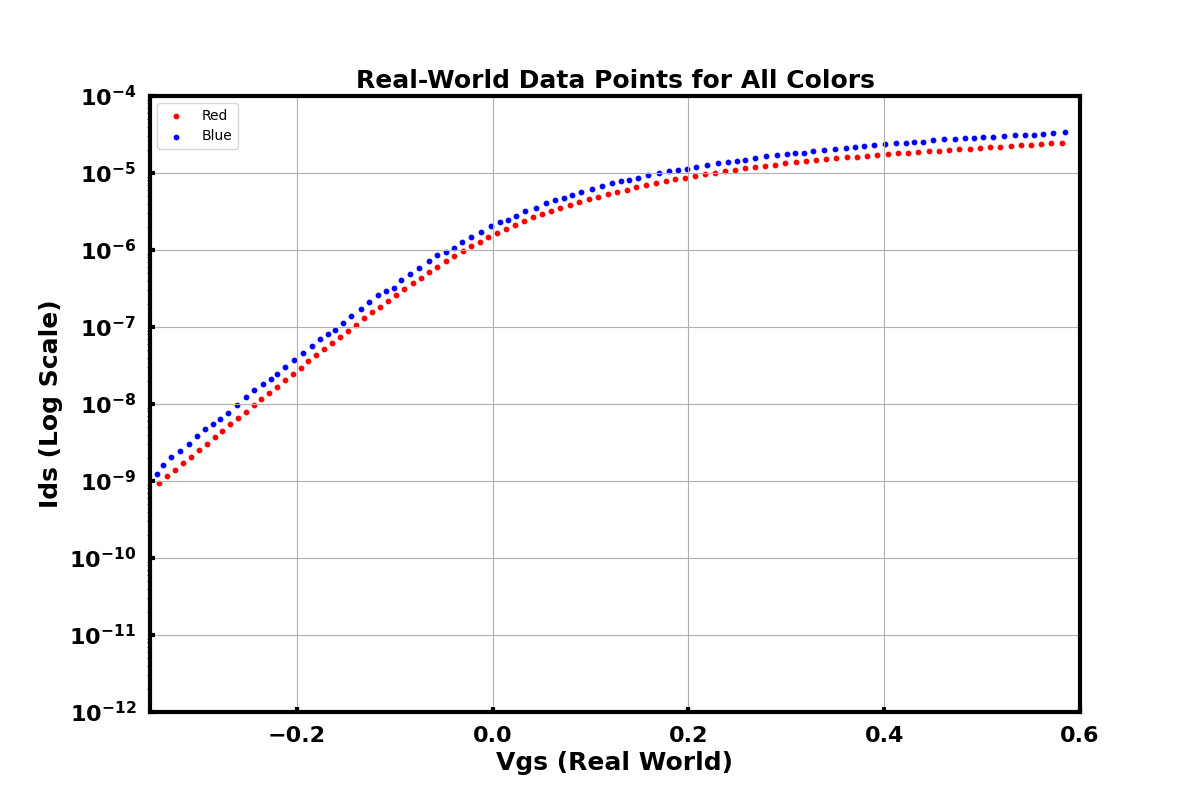 Real-World Data Points for All Colors
Red
Blue
10⁻⁴
10⁻⁵
10⁻⁶
10⁻⁷
10⁻⁸
10⁻⁹
10⁻¹⁰
10⁻¹¹
10⁻¹²
Ids (Log Scale)
−0.2 0.0 0.2 0.4 0.6
Vgs (Real World)